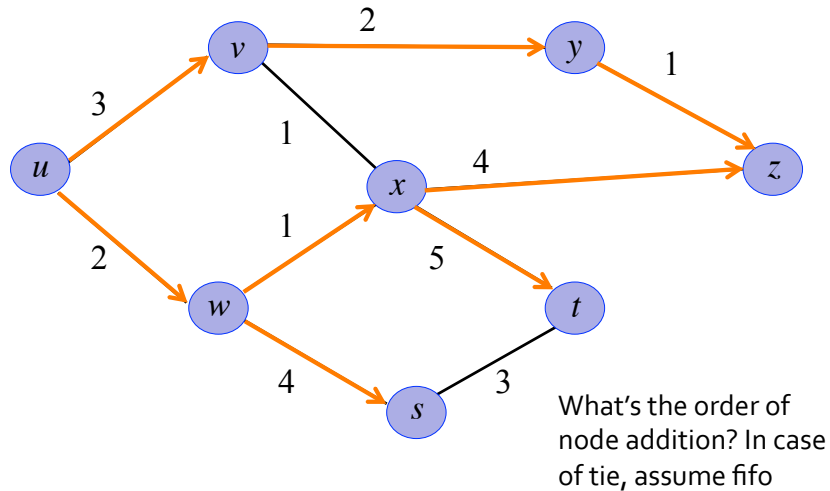 v
2
y
1
3
1
u
x
4
z
1
2
5
w
t
4
3
s
What's the order of
node addition? In case
of tie, assume fifo